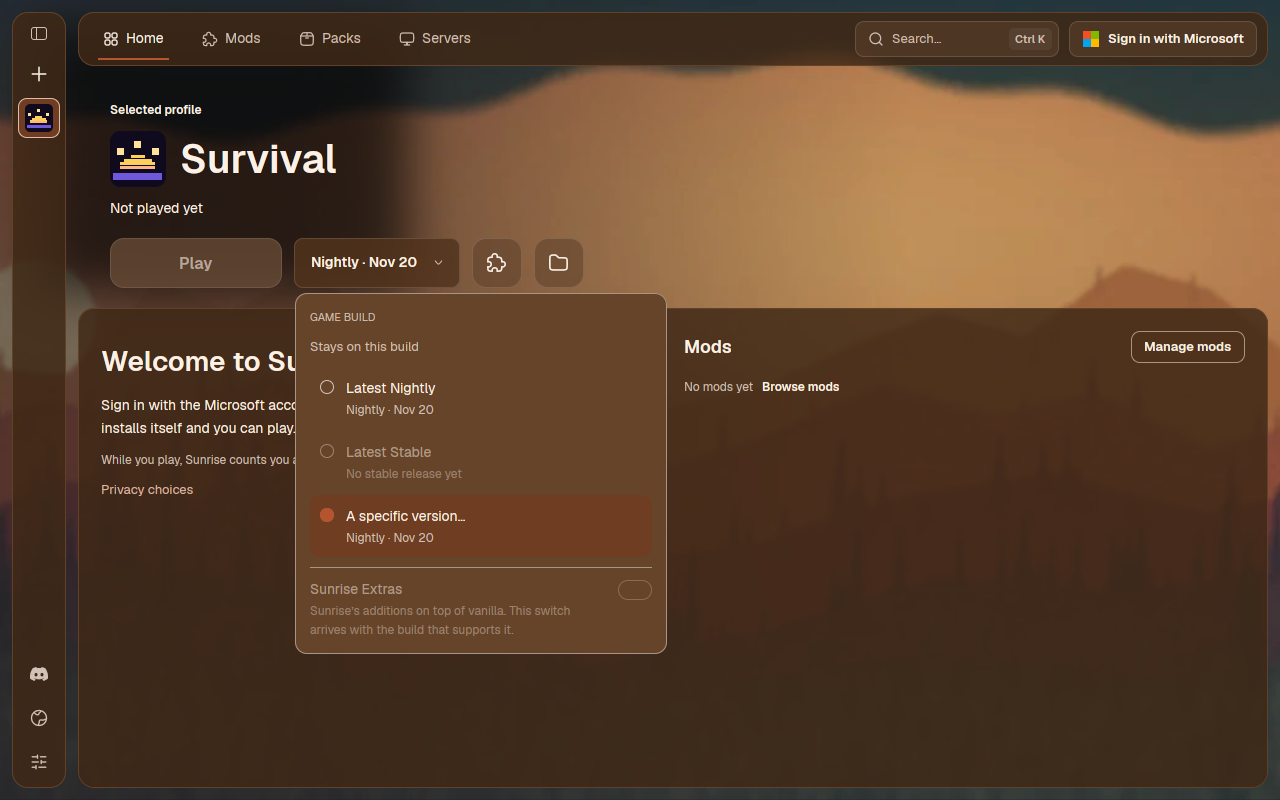 Home
Mods
Packs
Servers
Search...
Ctrl K
Sign in with Microsoft
Selected profile
Survival
Not played yet
Play
Nightly · Nov 20
GAME BUILD
Stays on this build
Latest Nightly
Nightly · Nov 20
Latest Stable
No stable release yet
A specific version...
Nightly · Nov 20
Sunrise Extras
Sunrise's additions on top of vanilla. This switch
arrives with the build that supports it.
Welcome to Su
Sign in with the Microsoft acco
installs itself and you can play.
While you play, Sunrise counts you a
Privacy choices
Mods
Manage mods
No mods yet Browse mods